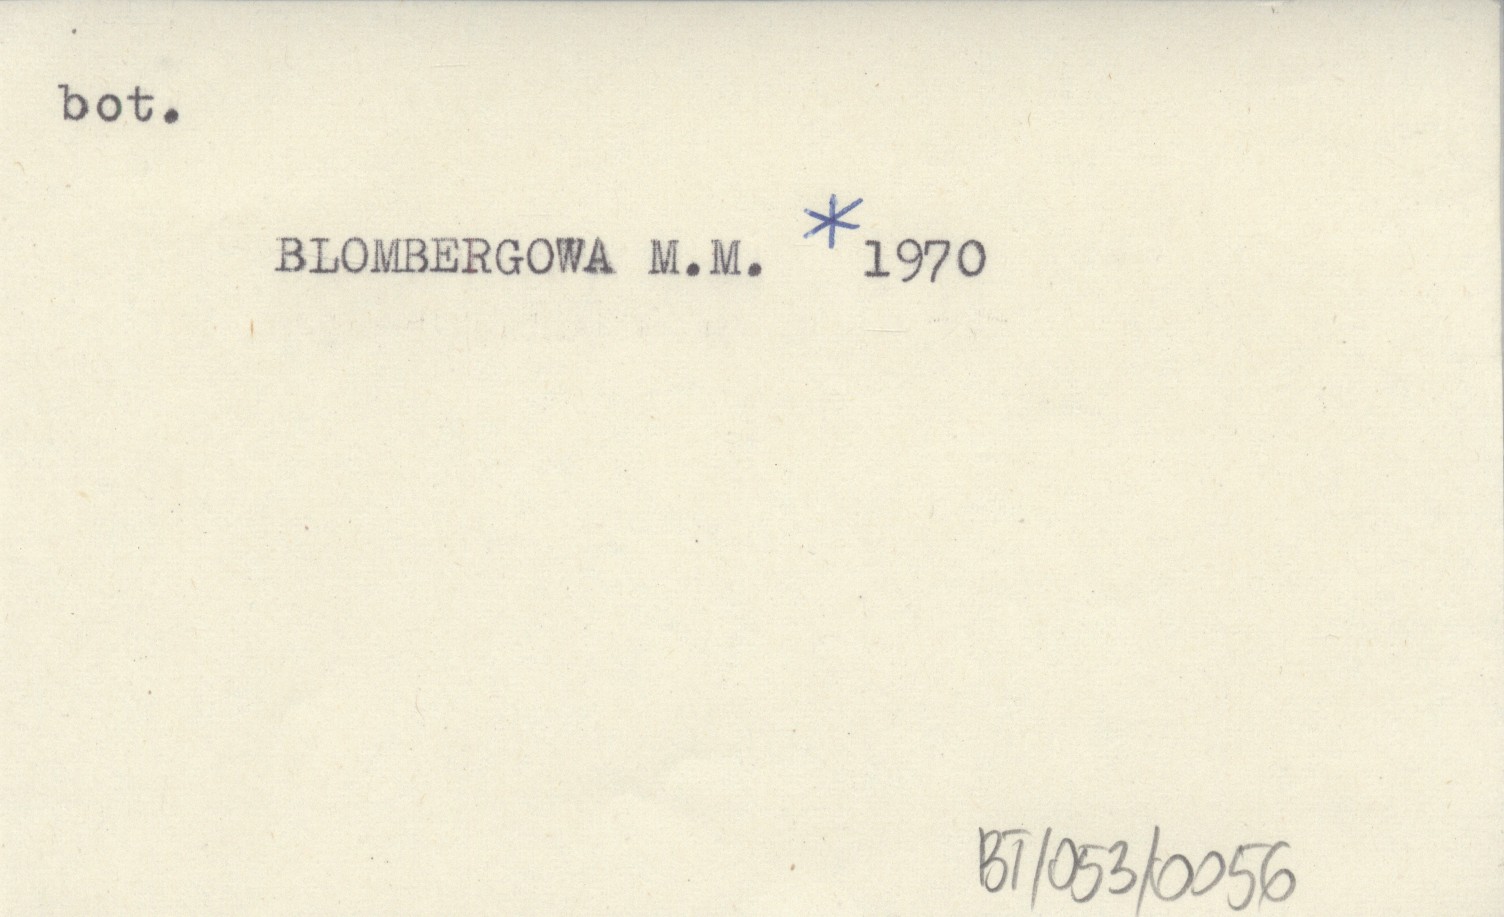 bot.
BLOMBERGOWA M.M. * 1970
BT/053/0056